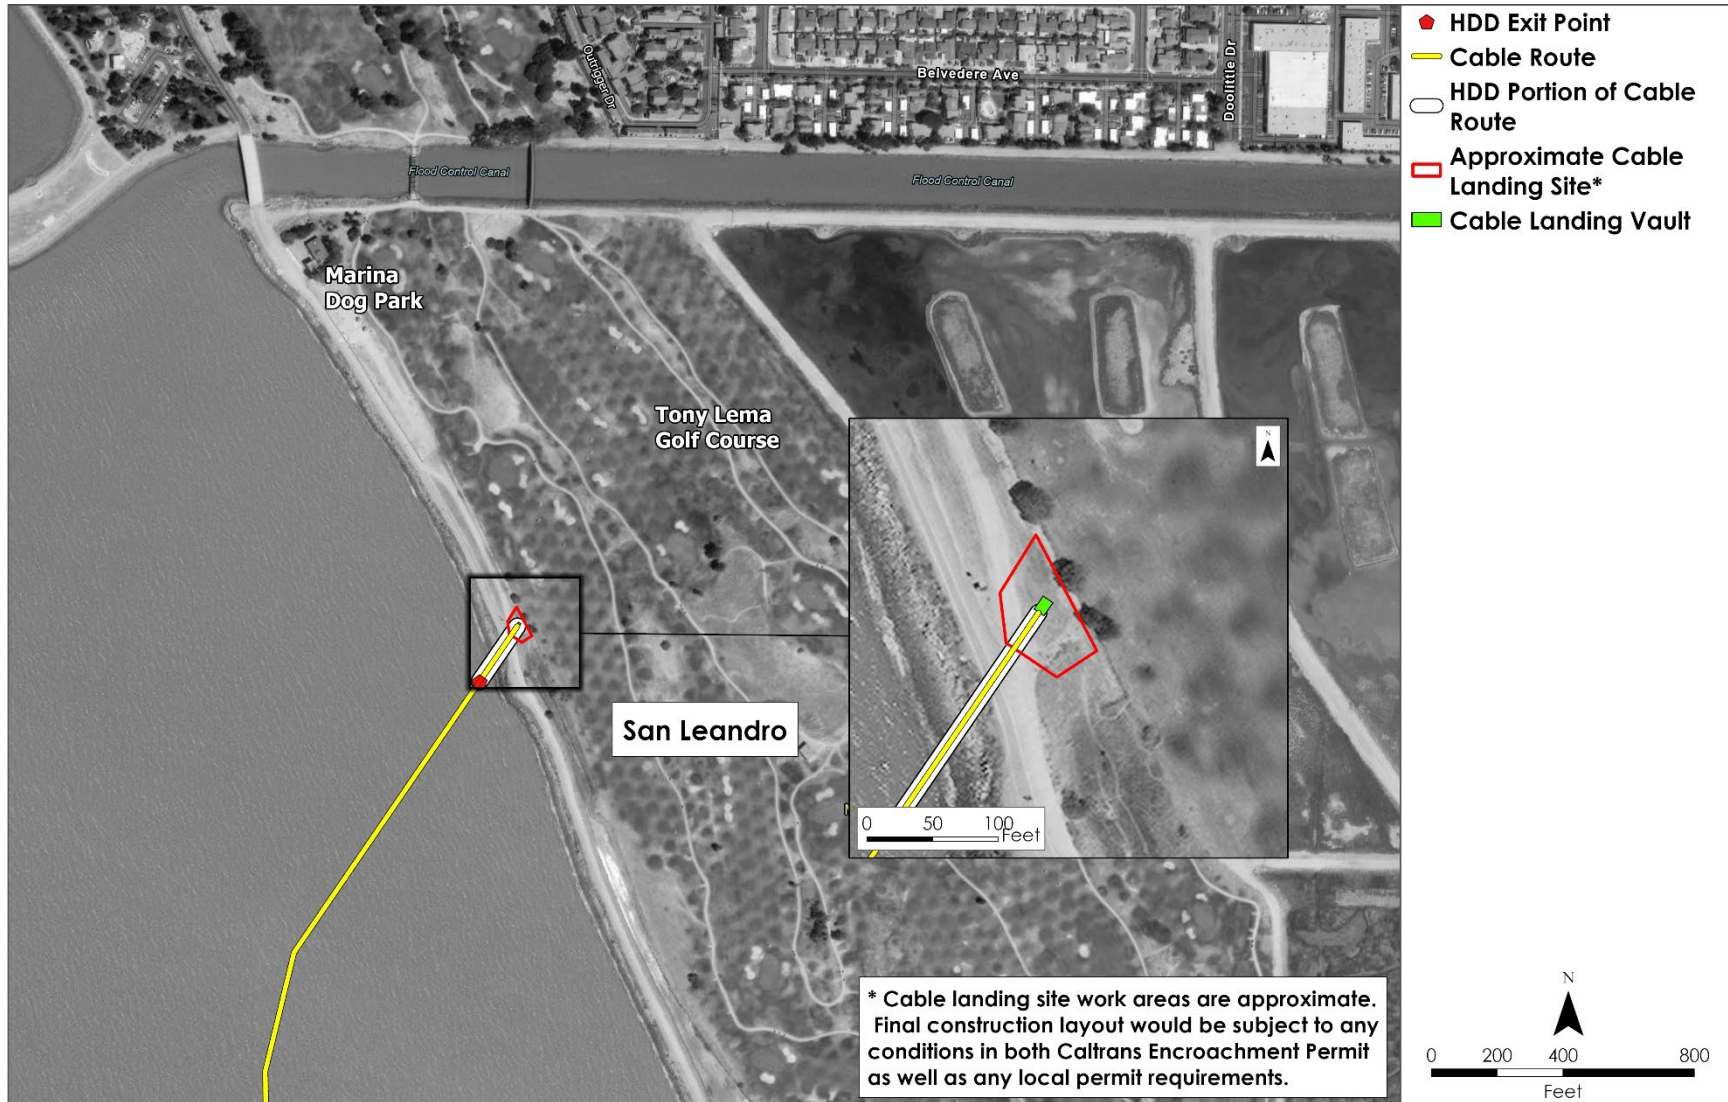 Outrigger Dr
Belvedere Ave
Doolittle Dr
Flood Control Canal
Flood Control Canal
Marina
Dog Park
Tony Lema
Golf Course
N
0 50 100
Feet
San Leandro
* Cable landing site work areas are approximate.
Final construction layout would be subject to any
conditions in both Caltrans Encroachment Permit
as well as any local permit requirements.
HDD Exit Point
Cable Route
HDD Portion of Cable
Route
Approximate Cable
Landing Site*
Cable Landing Vault
N
0 200 400 800
Feet